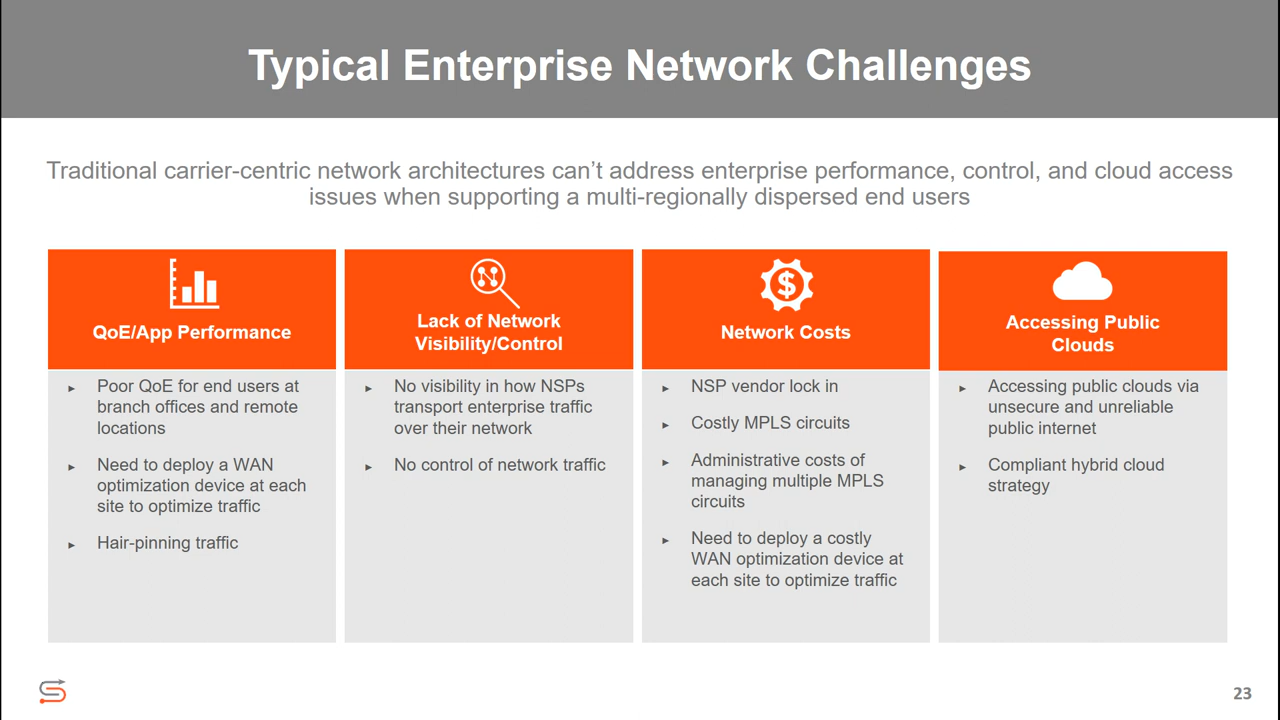 Typical Enterprise Network Challenges
Traditional carrier-centric network architectures can’t address enterprise performance, control, and cloud access
issues when supporting a multi-regionally dispersed end users
QoE/App Performance
▸ Poor QoE for end users at
branch offices and remote
locations
▸ Need to deploy a WAN
optimization device at each
site to optimize traffic
▸ Hair-pinning traffic
Lack of Network
Visibility/Control
▸ No visibility in how NSPs
transport enterprise traffic
over their network
▸ No control of network traffic
$
Network Costs
▸ NSP vendor lock in
▸ Costly MPLS circuits
▸ Administrative costs of
managing multiple MPLS
circuits
▸ Need to deploy a costly
WAN optimization device at
each site to optimize traffic
Accessing Public
Clouds
▸ Accessing public clouds via
unsecure and unreliable
public internet
▸ Compliant hybrid cloud
strategy
23